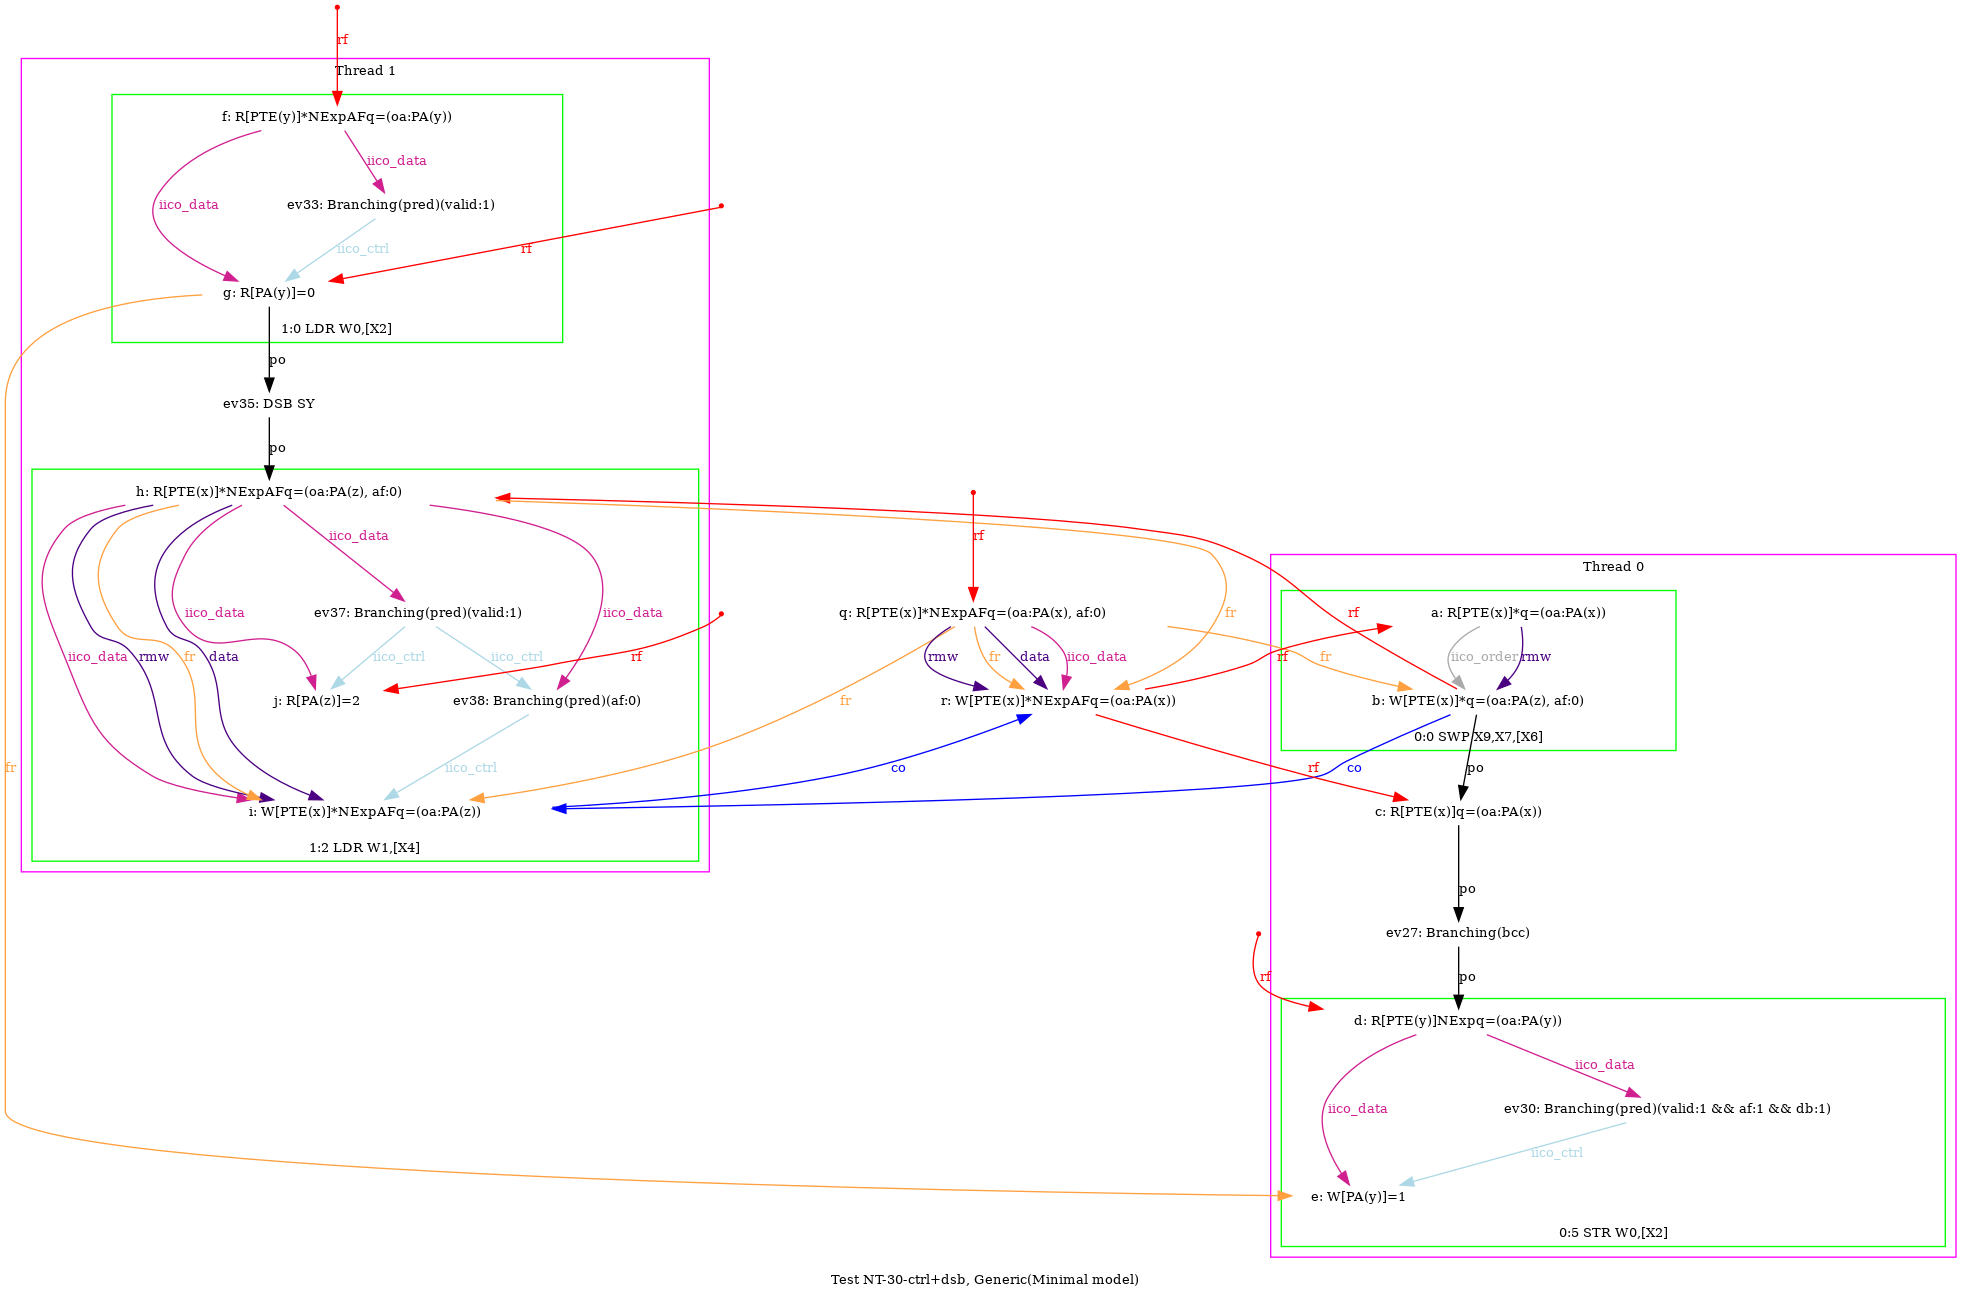 rf
Thread 1
f: R[PTE(y)]*NExpAFq=(oa:PA(y))
iico_data
iico_data
ev33: Branching(pred)(valid:1)
iico_ctrl
rf
g: R[PA(y)]=0
1:0 LDR W0,[X2]
po
ev35: DSB SY
po
h: R[PTE(x)]*NExpAFq=(oa:PA(z), af:0)
iico_data
rf
Thread 0
iico_data
ev37: Branching(pred)(valid:1)
iico_data
q: R[PTE(x)]*NExpAFq=(oa:PA(x), af:0)
fr
rf
a: R[PTE(x)]*q=(oa:PA(x))
iico_data
rmw
fr
data
iico_ctrl
iico_ctrl
rf
rmw
fr
data
iico_data
rf
fr
iico_order
rmw
j: R[PA(z)]=2
ev38: Branching(pred)(af:0)
fr
r: W[PTE(x)]*NExpAFq=(oa:PA(x))
b: W[PTE(x)]*q=(oa:PA(z), af:0)
0:0 SWP X9,X7,[X6]
fr
iico_ctrl
co
rf
co
po
i: W[PTE(x)]*NExpAFq=(oa:PA(z))
c: R[PTE(x)]q=(oa:PA(x))
1:2 LDR W1,[X4]
po
ev27: Branching(bcc)
rf
po
d: R[PTE(y)]NExpq=(oa:PA(y))
iico_data
iico_data
ev30: Branching(pred)(valid:1 && af:1 && db:1)
iico_ctrl
e: W[PA(y)]=1
0:5 STR W0,[X2]
Test NT-30-ctrl+dsb, Generic(Minimal model)